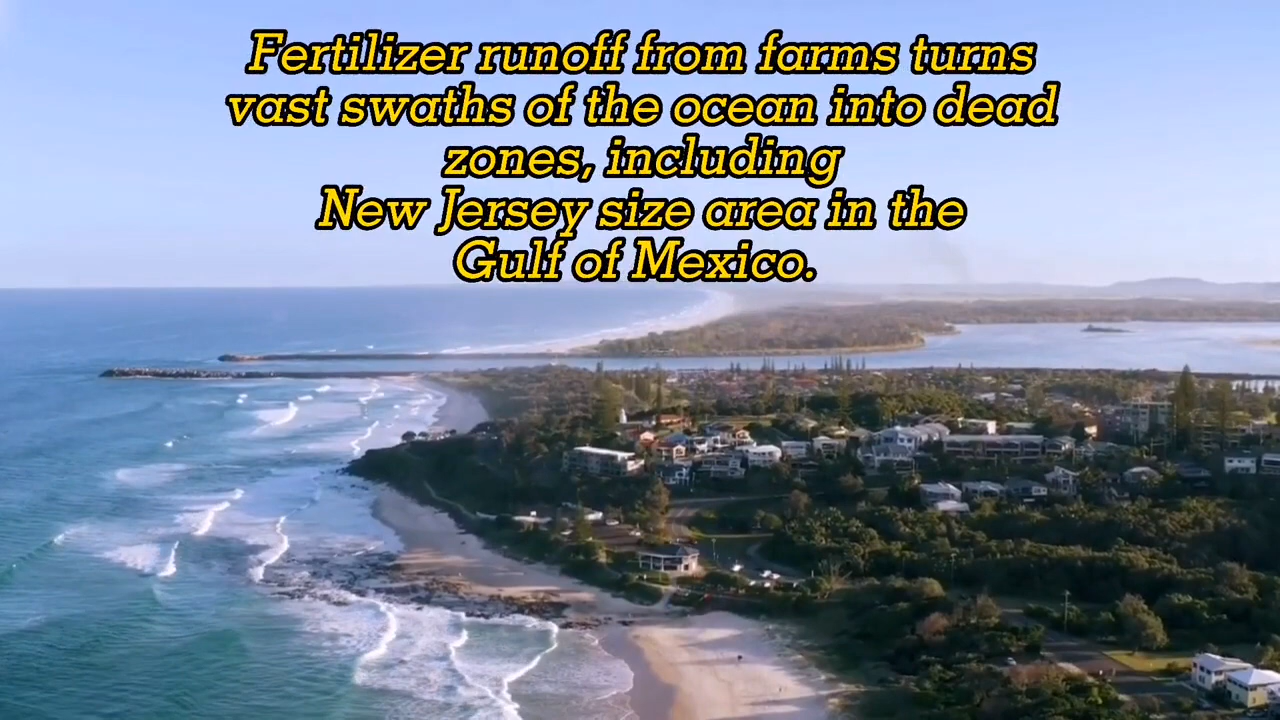 Fertilizer runoff from farms turns
vast swaths of the ocean into dead
zones, including
New Jersey size area in the
Gulf of Mexico.